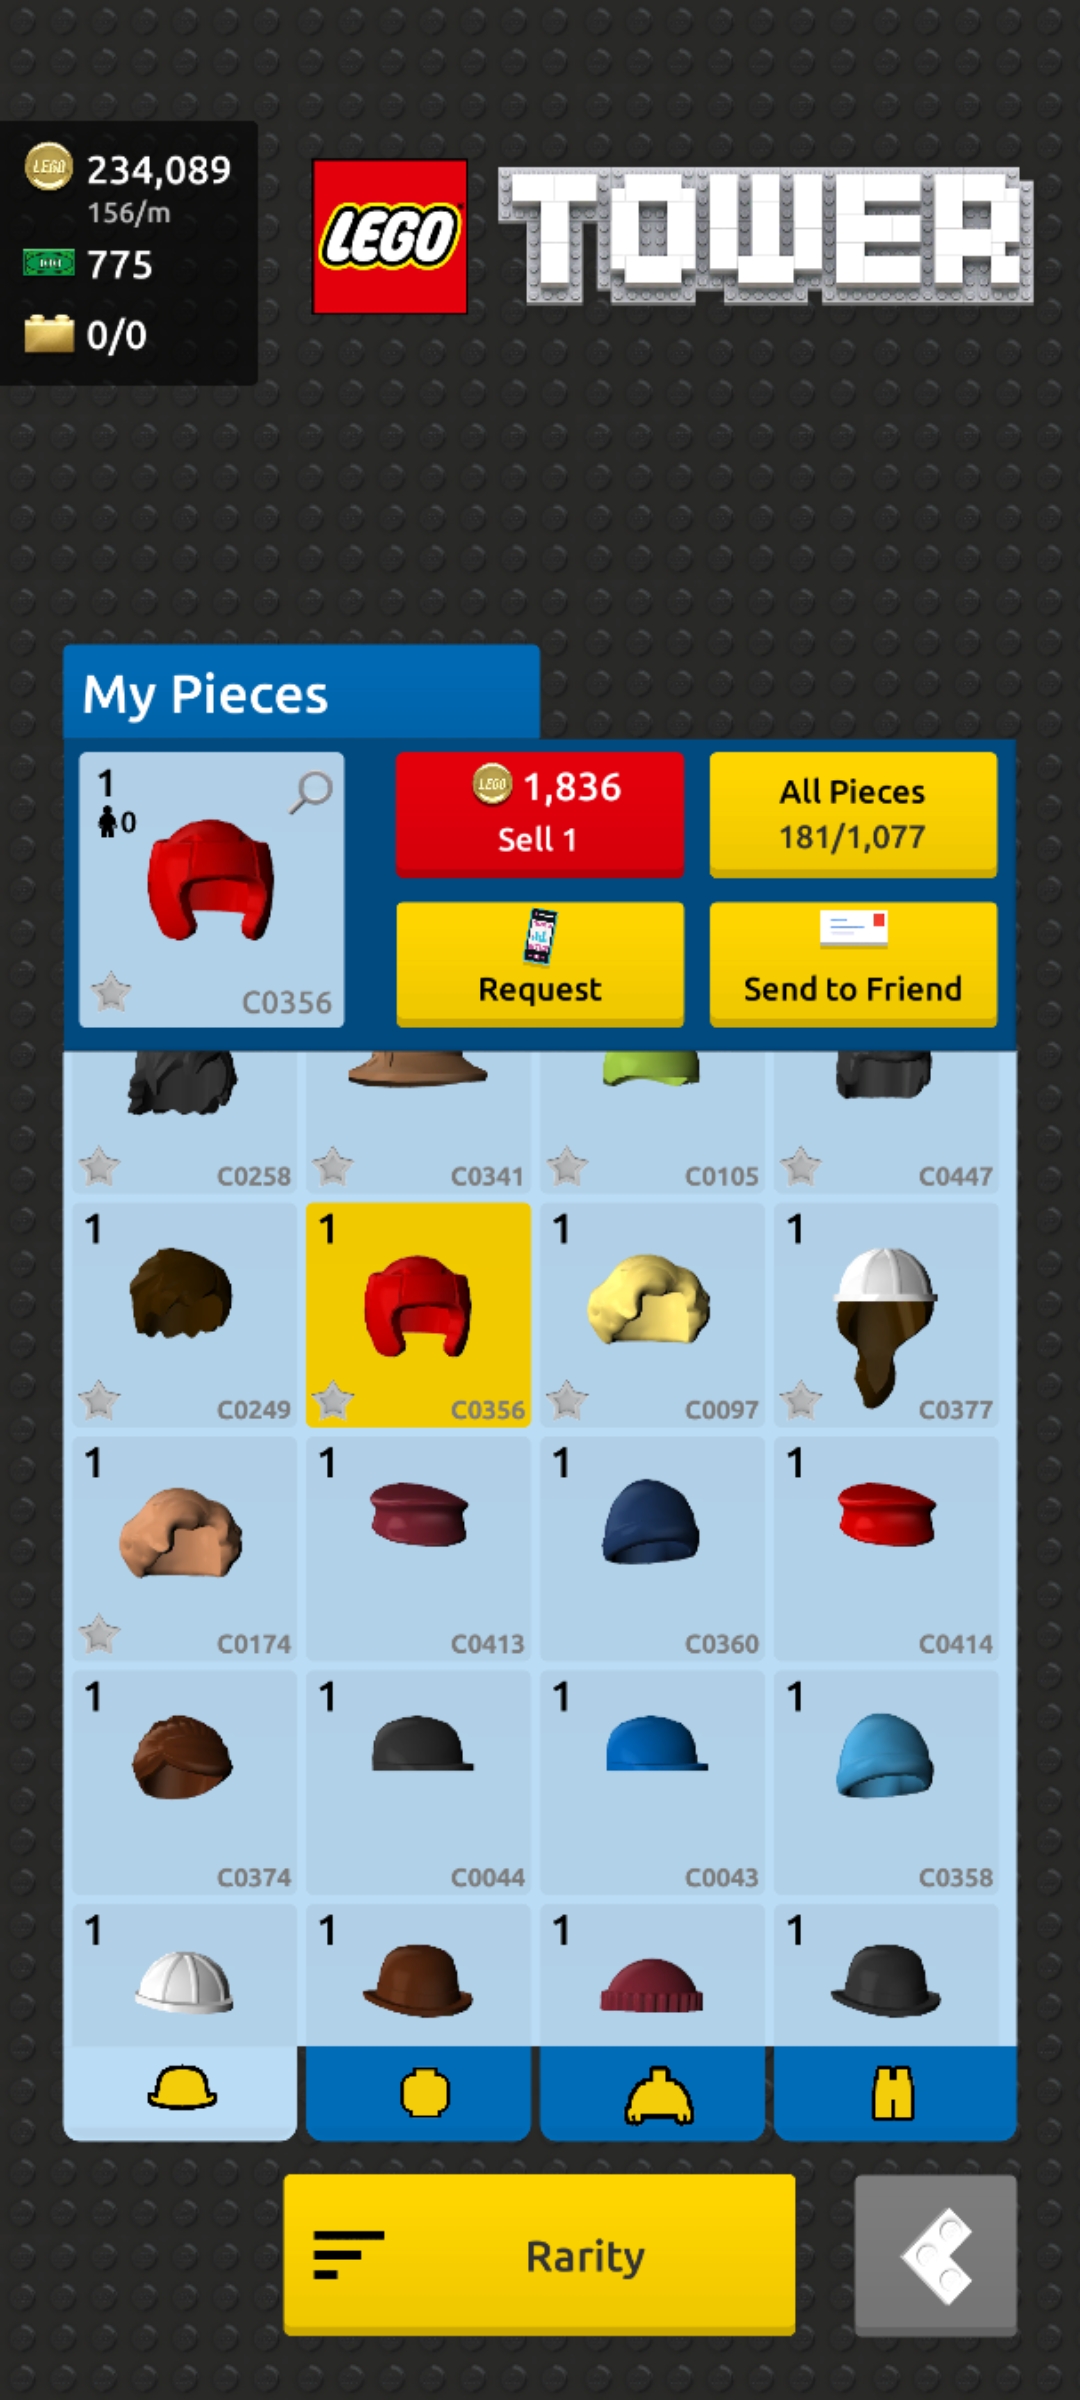 LEGO 234,089
156/m
775
0/0
LEGO TOWER
My Pieces
1
0
C0356
LEGO 1,836
Sell 1
All Pieces
181/1,077
Request
Send to Friend
C0258 C0341 C0105 C0447
1 1 1 1
C0249 C0356 C0097 C0377
1 1 1 1
C0174 C0413 C0360 C0414
1 1 1 1
C0374 C0044 C0043 C0358
1 1 1 1
Rarity